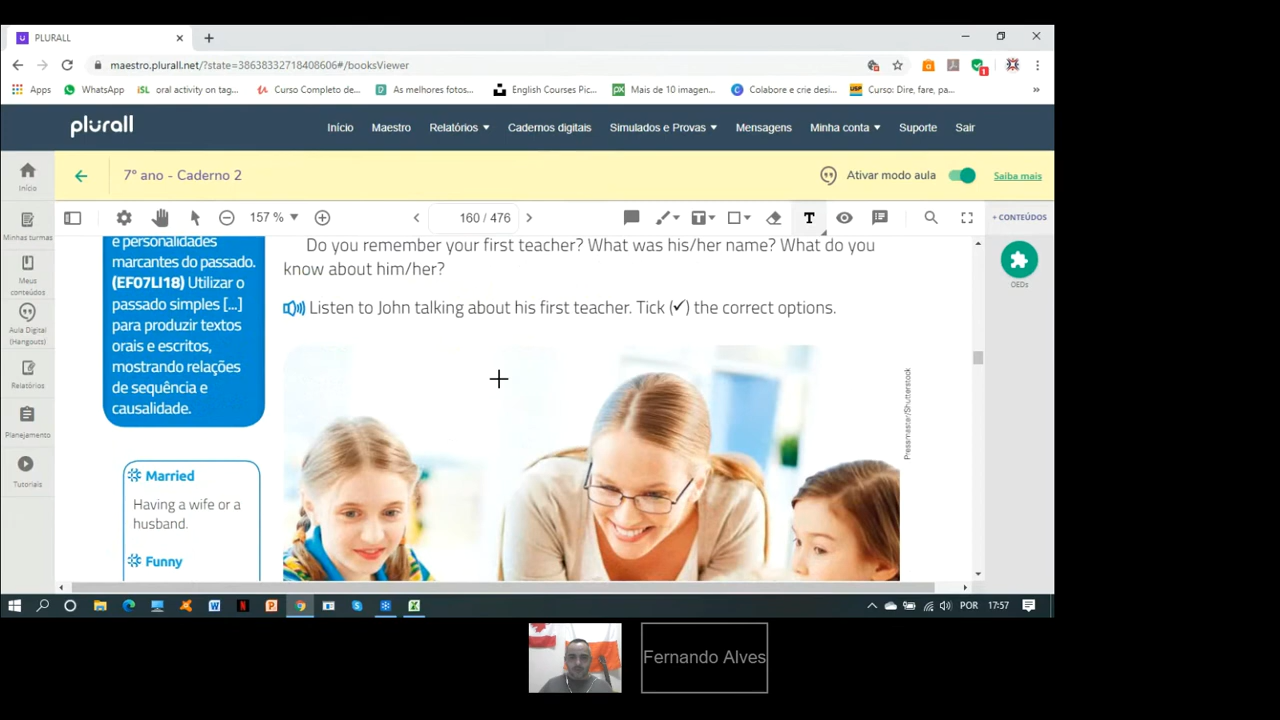 PLURALL
maestro.plurall.net/?state=38638332718408606#/booksViewer
Apps WhatsApp oral activity on tag... Curso Completo de... As melhores fotos... English Courses Pic... Mais de 10 imagen... Colabore e crie desi... Curso: Dire, fare, pa... »
plurall Início Maestro Relatórios Cadernos digitais Simulados e Provas Mensagens Minha conta Suporte Sair
Início
7º ano - Caderno 2 Ativar modo aula Saiba mais
Minhas turmas
157 % 160 / 476 T + CONTEÚDOS
Meus
conteúdos
Aula Digital
(Hangouts)
Relatórios
Planejamento
Tutoriais
OEDs
e personalidades
marcantes do passado.
(EF07LI18) Utilizar o
passado simples [...]
para produzir textos
orais e escritos,
mostrando relações
de sequência e
causalidade.
Married
Having a wife or a
husband.
Funny
Do you remember your first teacher? What was his/her name? What do you
know about him/her?
Listen to John talking about his first teacher. Tick (✓) the correct options.
Pressmaster/Shutterstock
POR 17:57
Fernando Alves